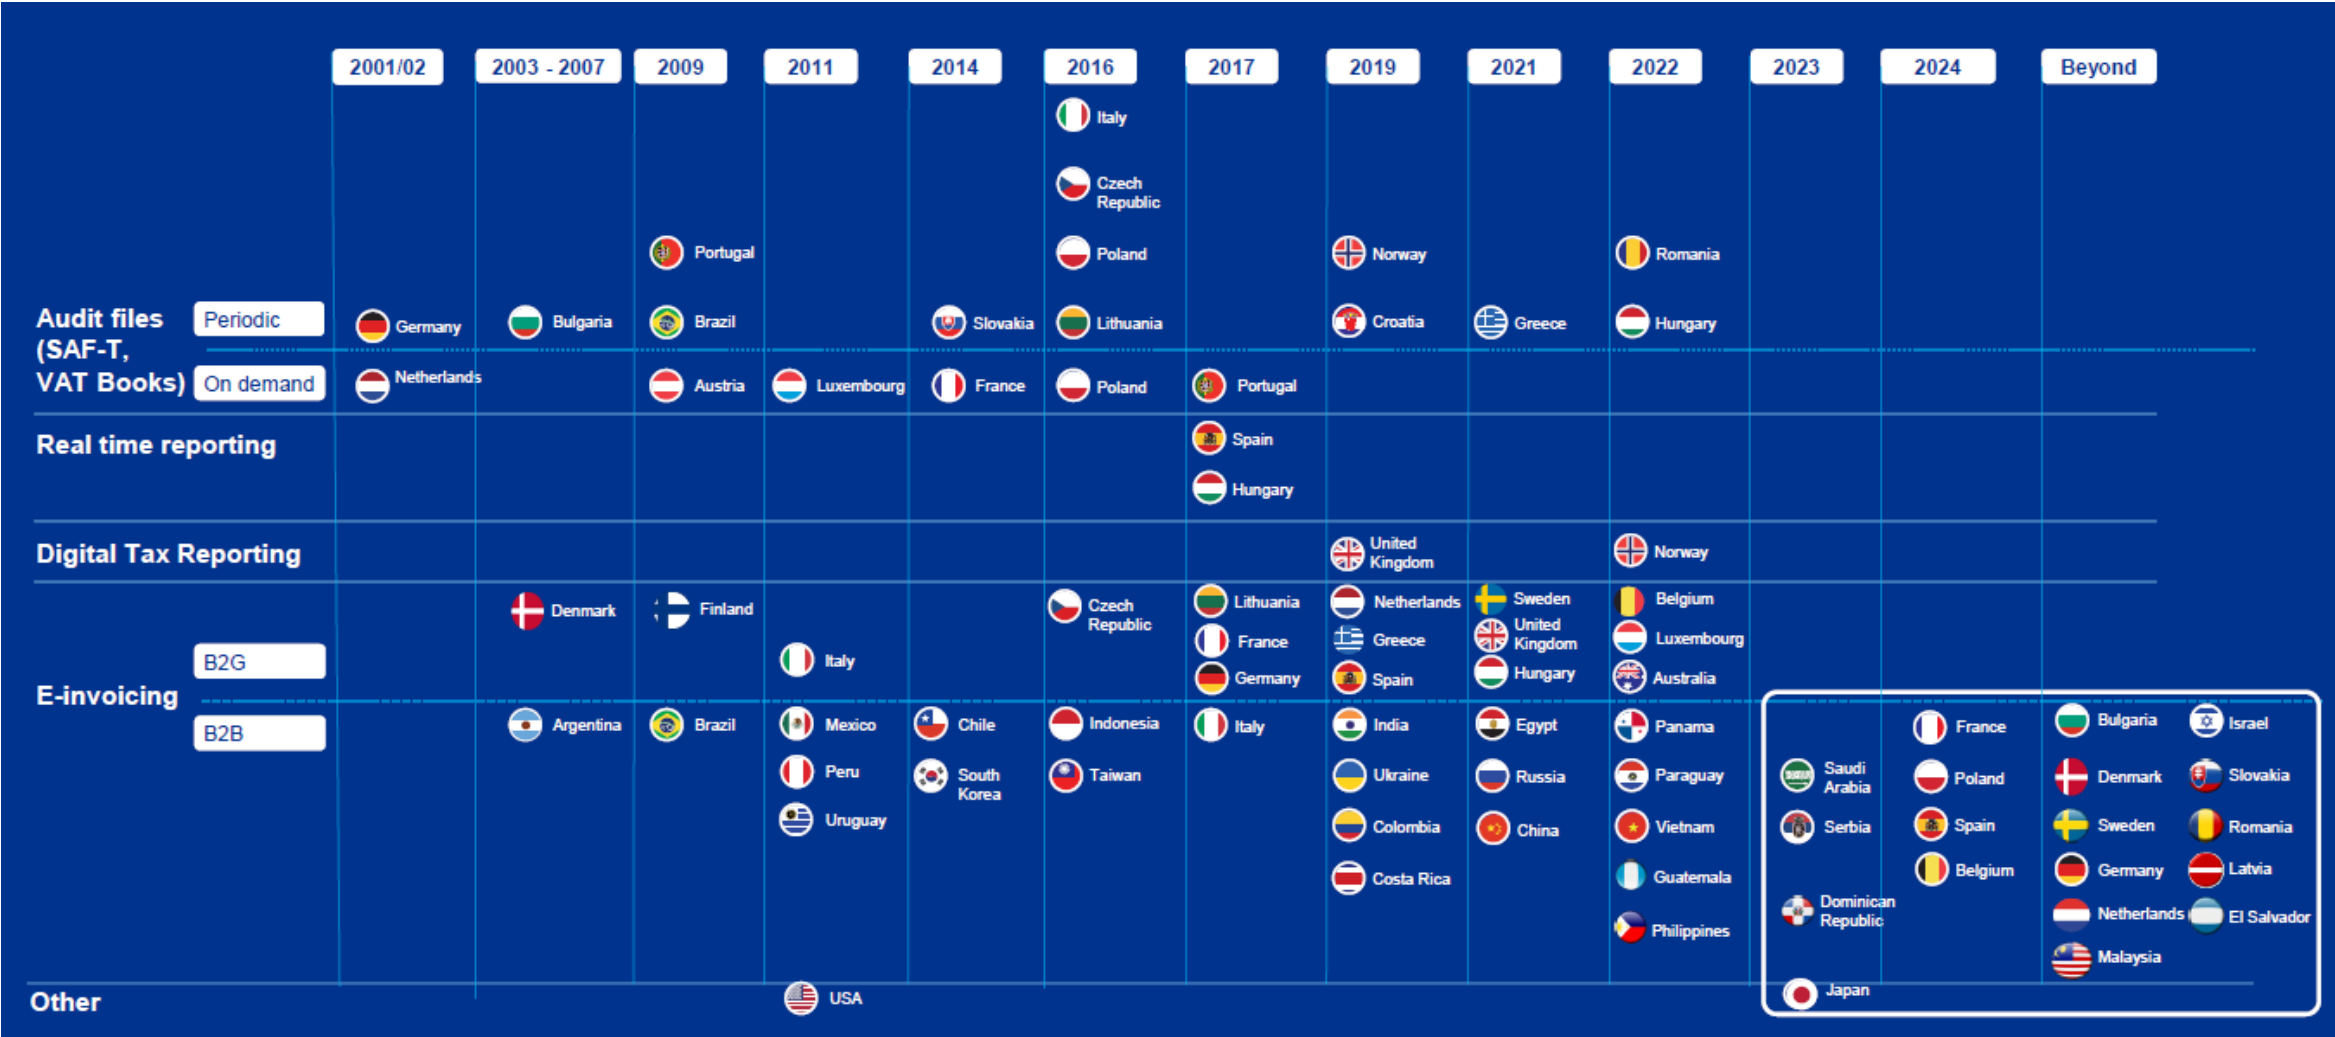 2001/02
2003 - 2007
2009
2011
2014
2016
2017
2019
2021
2022
2023
2024
Beyond
Italy
Czech
Republic
Portugal
Poland
Norway
Romania
Audit files
(SAF-T,
VAT Books)
Periodic
Germany
Bulgaria
Brazil
Slovakia
Lithuania
Croatia
Greece
Hungary
On demand
Netherlands
Austria
Luxembourg
France
Poland
Portugal
Real time reporting
Spain
Hungary
Digital Tax Reporting
United
Kingdom
Norway
E-invoicing
B2G
Denmark
Finland
Italy
Czech
Republic
Lithuania
France
Germany
Netherlands
Greece
Spain
Sweden
United
Kingdom
Hungary
Belgium
Luxembourg
Australia
B2B
Argentina
Brazil
Mexico
Peru
Uruguay
Chile
South
Korea
Indonesia
Taiwan
Italy
India
Ukraine
Colombia
Costa Rica
Egypt
Russia
China
Panama
Paraguay
Vietnam
Guatemala
Philippines
Saudi
Arabia
Serbia
Dominican
Republic
France
Poland
Spain
Belgium
Bulgaria
Denmark
Sweden
Germany
Netherlands
Malaysia
Israel
Slovakia
Romania
Latvia
El Salvador
Other
USA
Japan